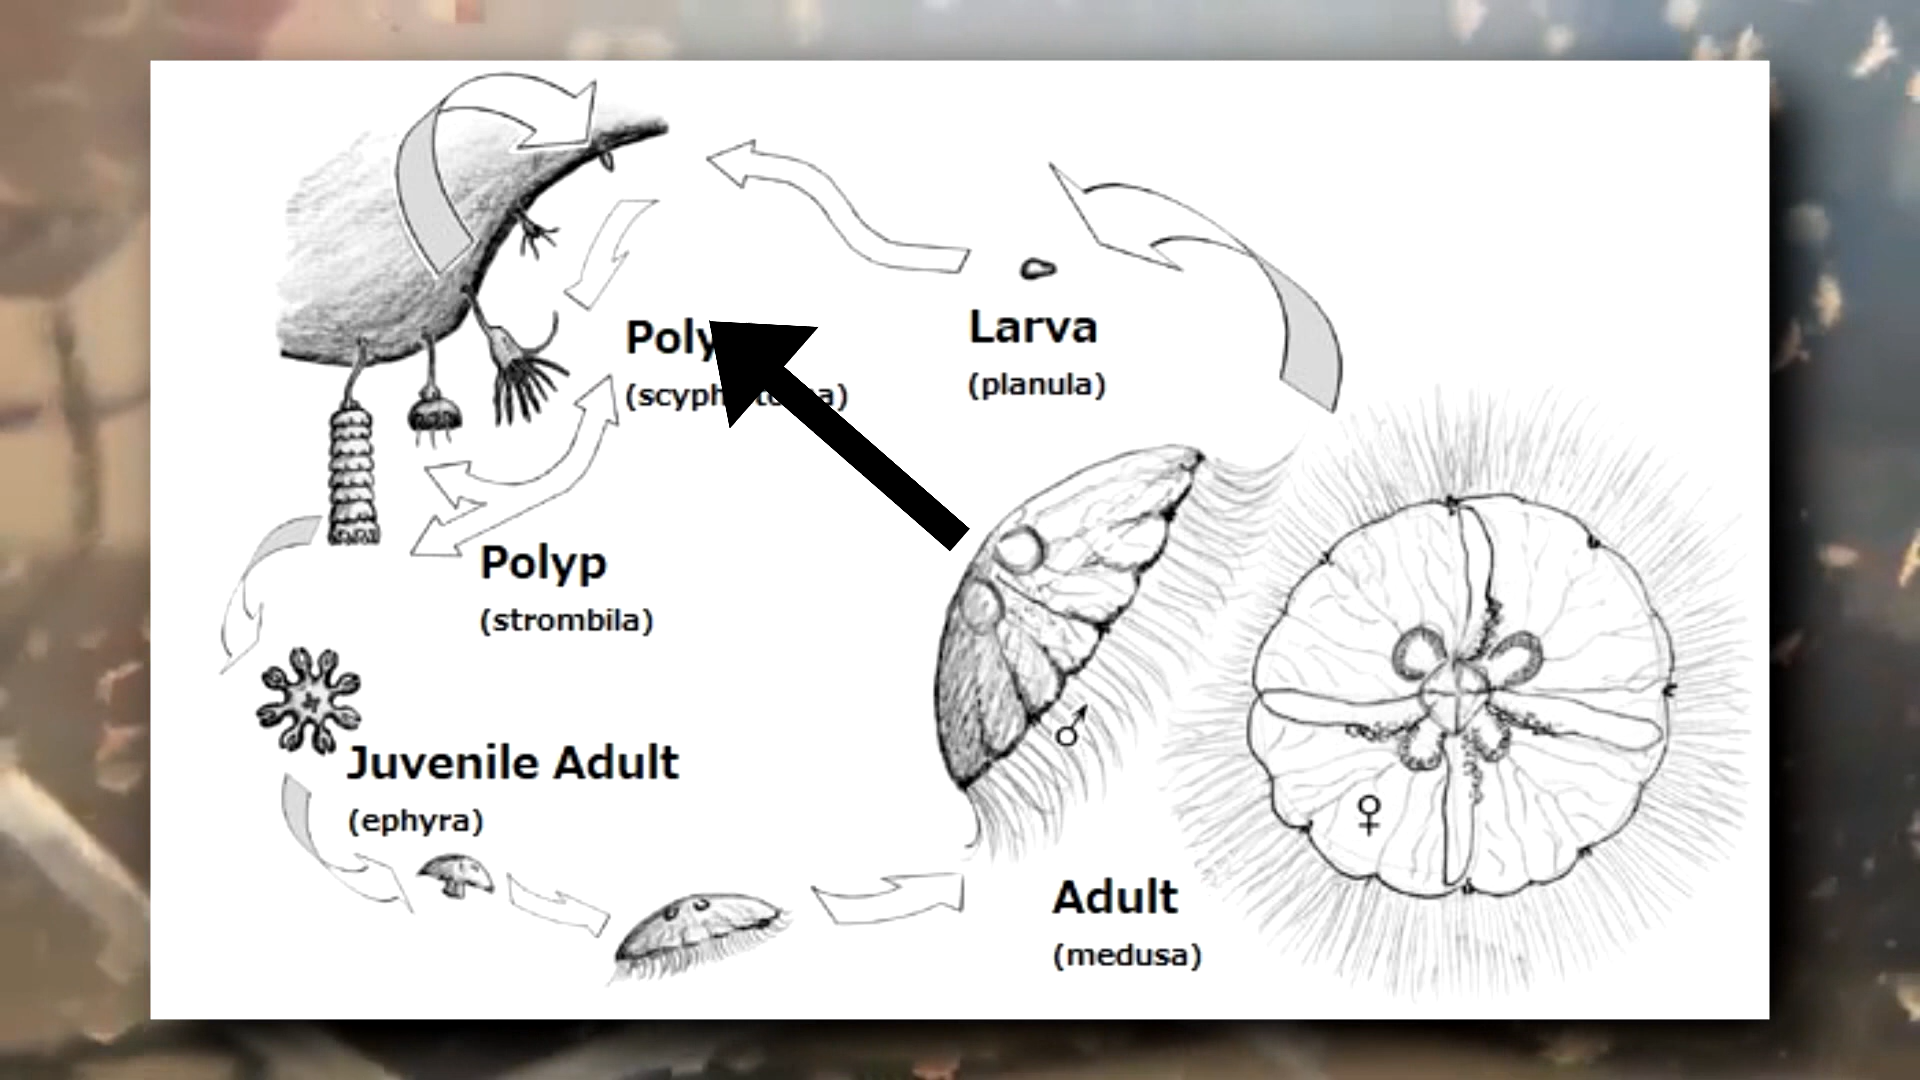 Larva
(planula)
Polyp
(strombila)
Juvenile Adult
(ephyra)
♂
♀
Adult
(medusa)